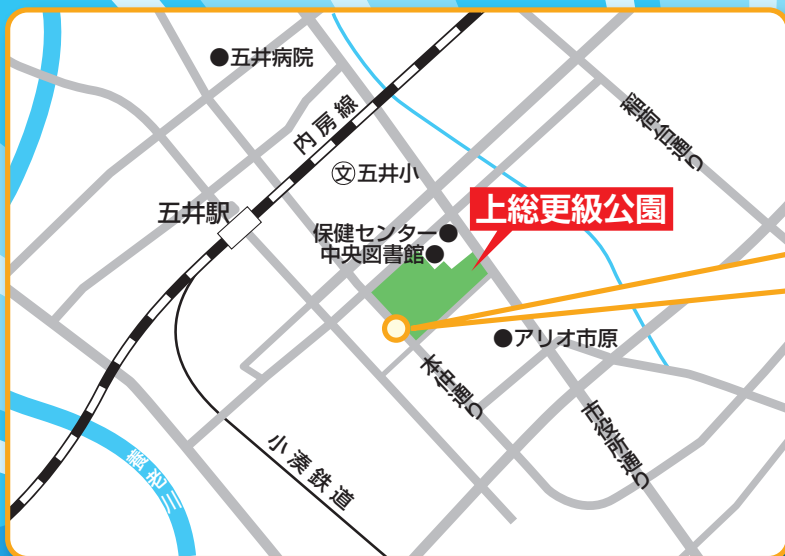 五井病院
内房線
稲荷台通り
文五井小
五井駅
上総更級公園
保健センター
中央図書館
アリオ市原
本仲通り
市役所通り
小湊鉄道
養老川